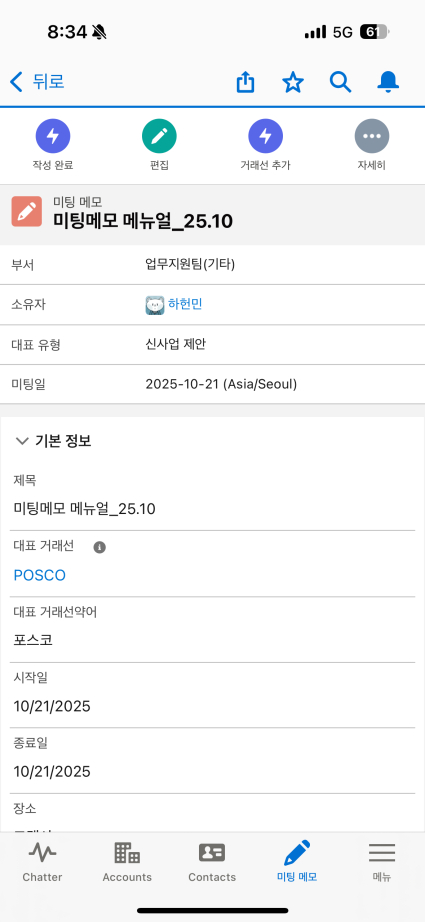 8:34
5G
61
뒤로
작성 완료
편집
거래선 추가
자세히
미팅 메모
미팅메모 메뉴얼_25.10
부서
업무지원팀(기타)
소유자
하헌민
대표 유형
신사업 제안
미팅일
2025-10-21 (Asia/Seoul)
기본 정보
제목
미팅메모 메뉴얼_25.10
대표 거래선
POSCO
대표 거래선약어
포스코
시작일
10/21/2025
종료일
10/21/2025
장소
Chatter
Accounts
Contacts
미팅 메모
메뉴